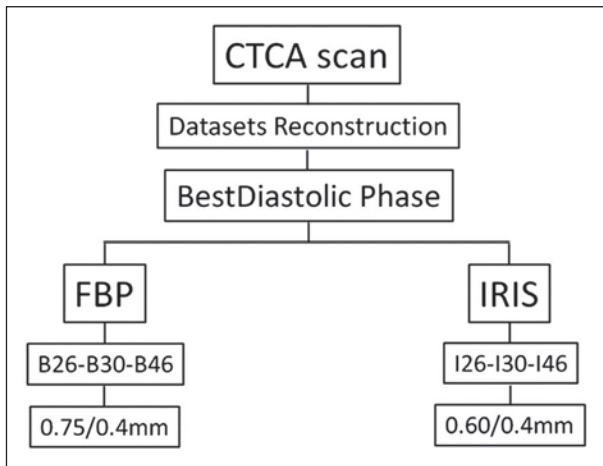 CTCA scan
Datasets Reconstruction
BestDiastolic Phase
FBP
IRIS
B26-B30-B46
I26-I30-I46
0.75/0.4mm
0.60/0.4mm